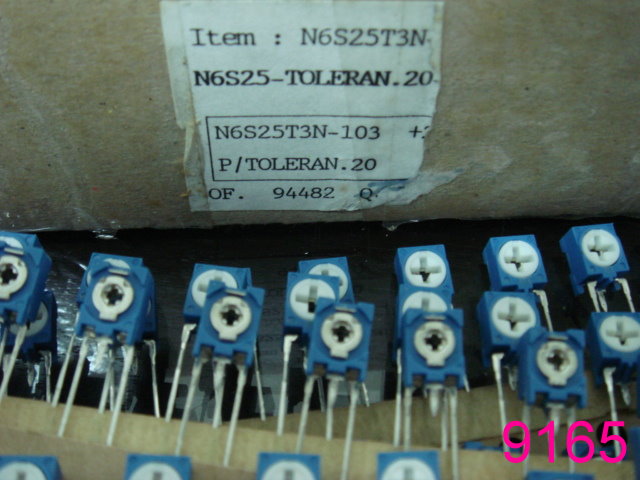 Item : N6S25T3N-
N6S25-TOLERAN.20
N6S25T3N-103 +
P/TOLERAN.20
OF. 94482 Q.
9165